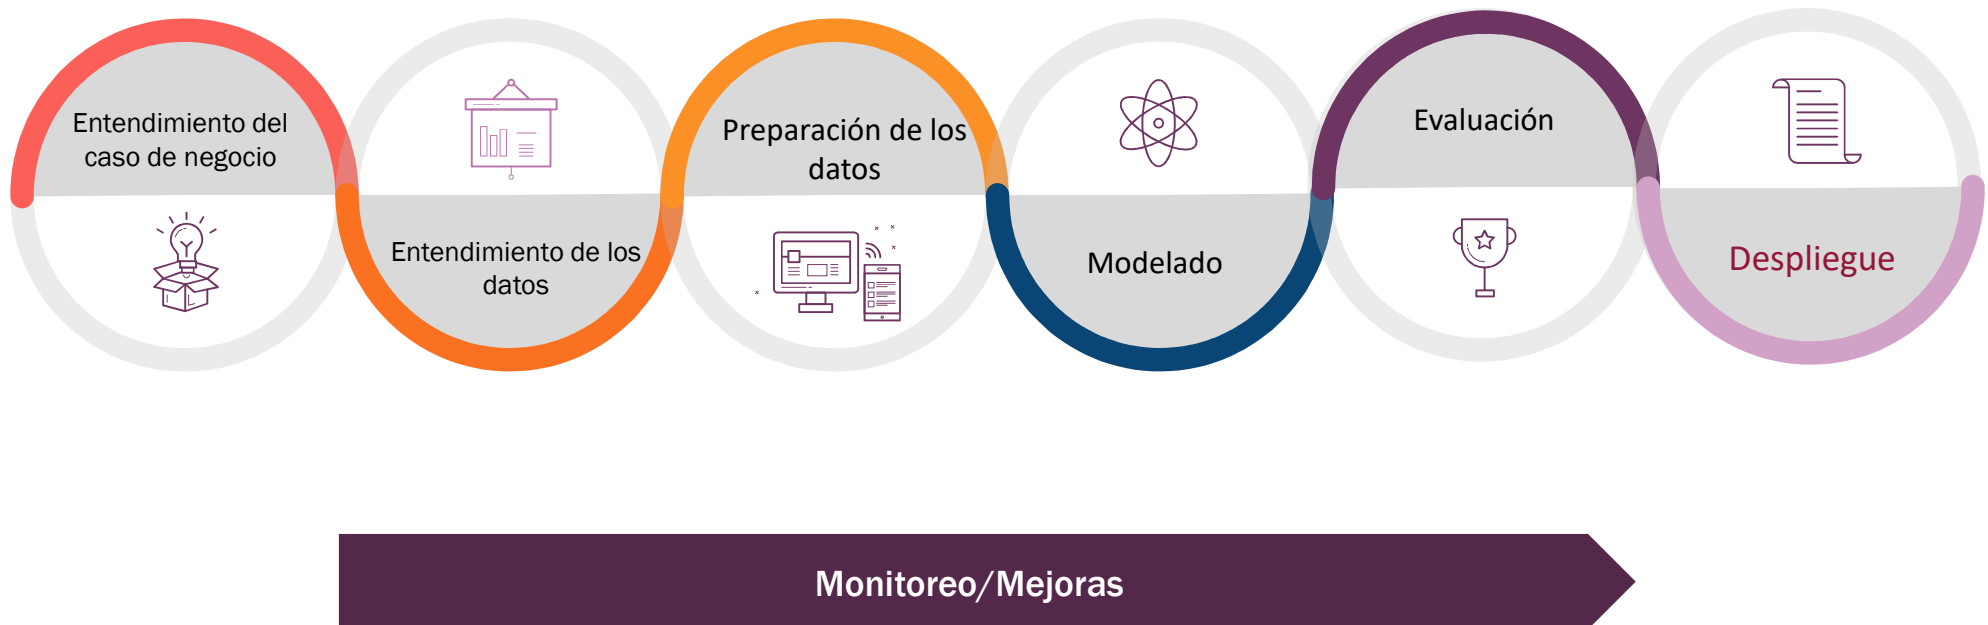 Entendimiento del
caso de negocio
Entendimiento de los
datos
Preparación de los
datos
Modelado
Evaluación
Despliegue
Monitoreo/Mejoras